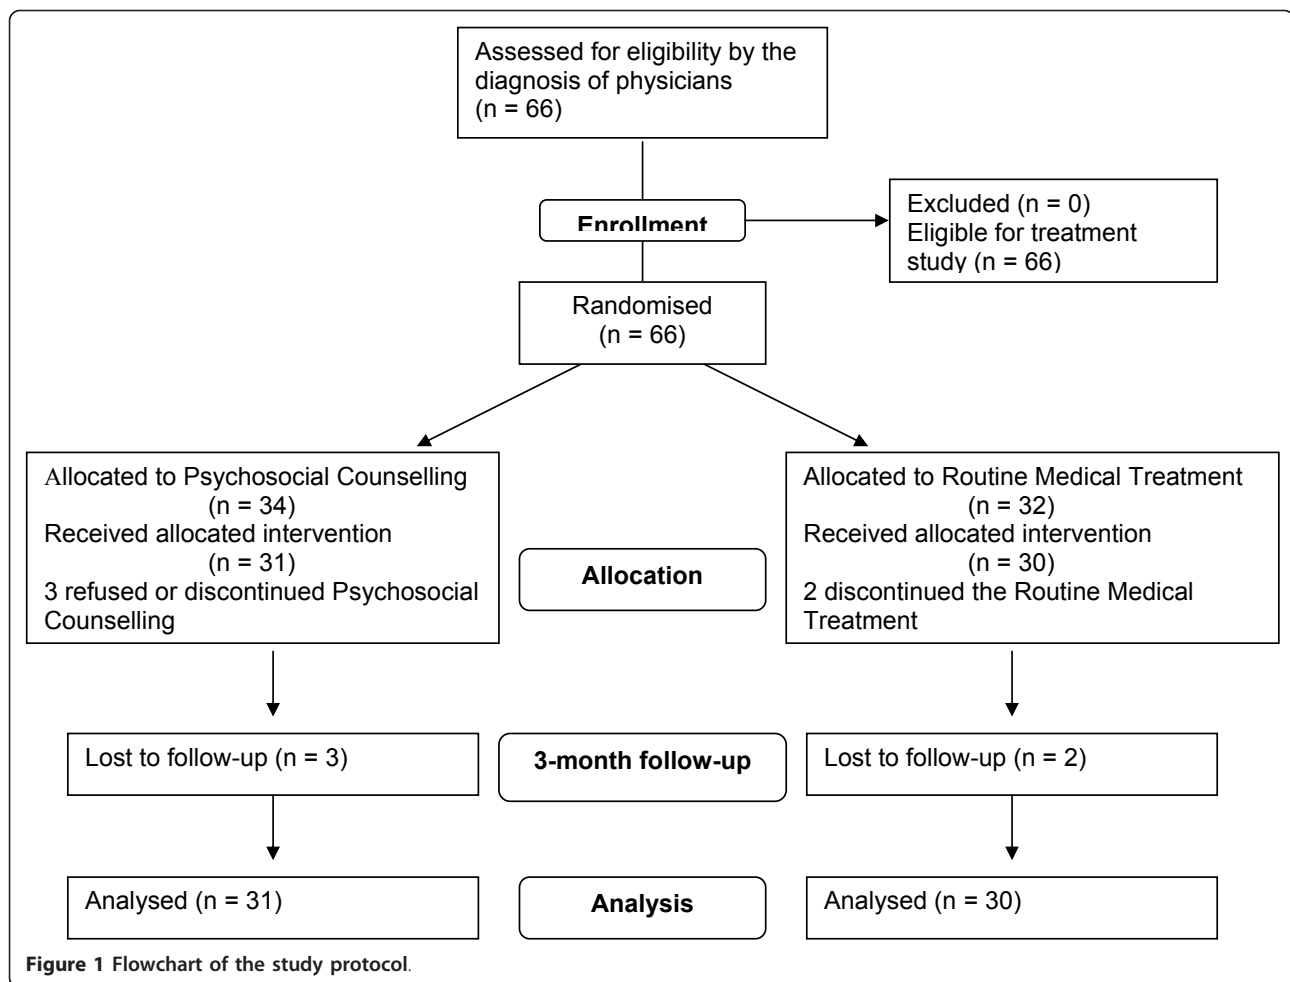 Assessed for eligibility by the
diagnosis of physicians
(n = 66)
Enrollment
Excluded (n = 0)
Eligible for treatment
study (n = 66)
Randomised
(n = 66)
Allocated to Psychosocial Counselling
(n = 34)
Received allocated intervention
(n = 31)
3 refused or discontinued Psychosocial
Counselling
Allocation
Allocated to Routine Medical Treatment
(n = 32)
Received allocated intervention
(n = 30)
2 discontinued the Routine Medical
Treatment
Lost to follow-up (n = 3)
3-month follow-up
Lost to follow-up (n = 2)
Analysed (n = 31)
Analysis
Analysed (n = 30)
Figure 1 Flowchart of the study protocol.